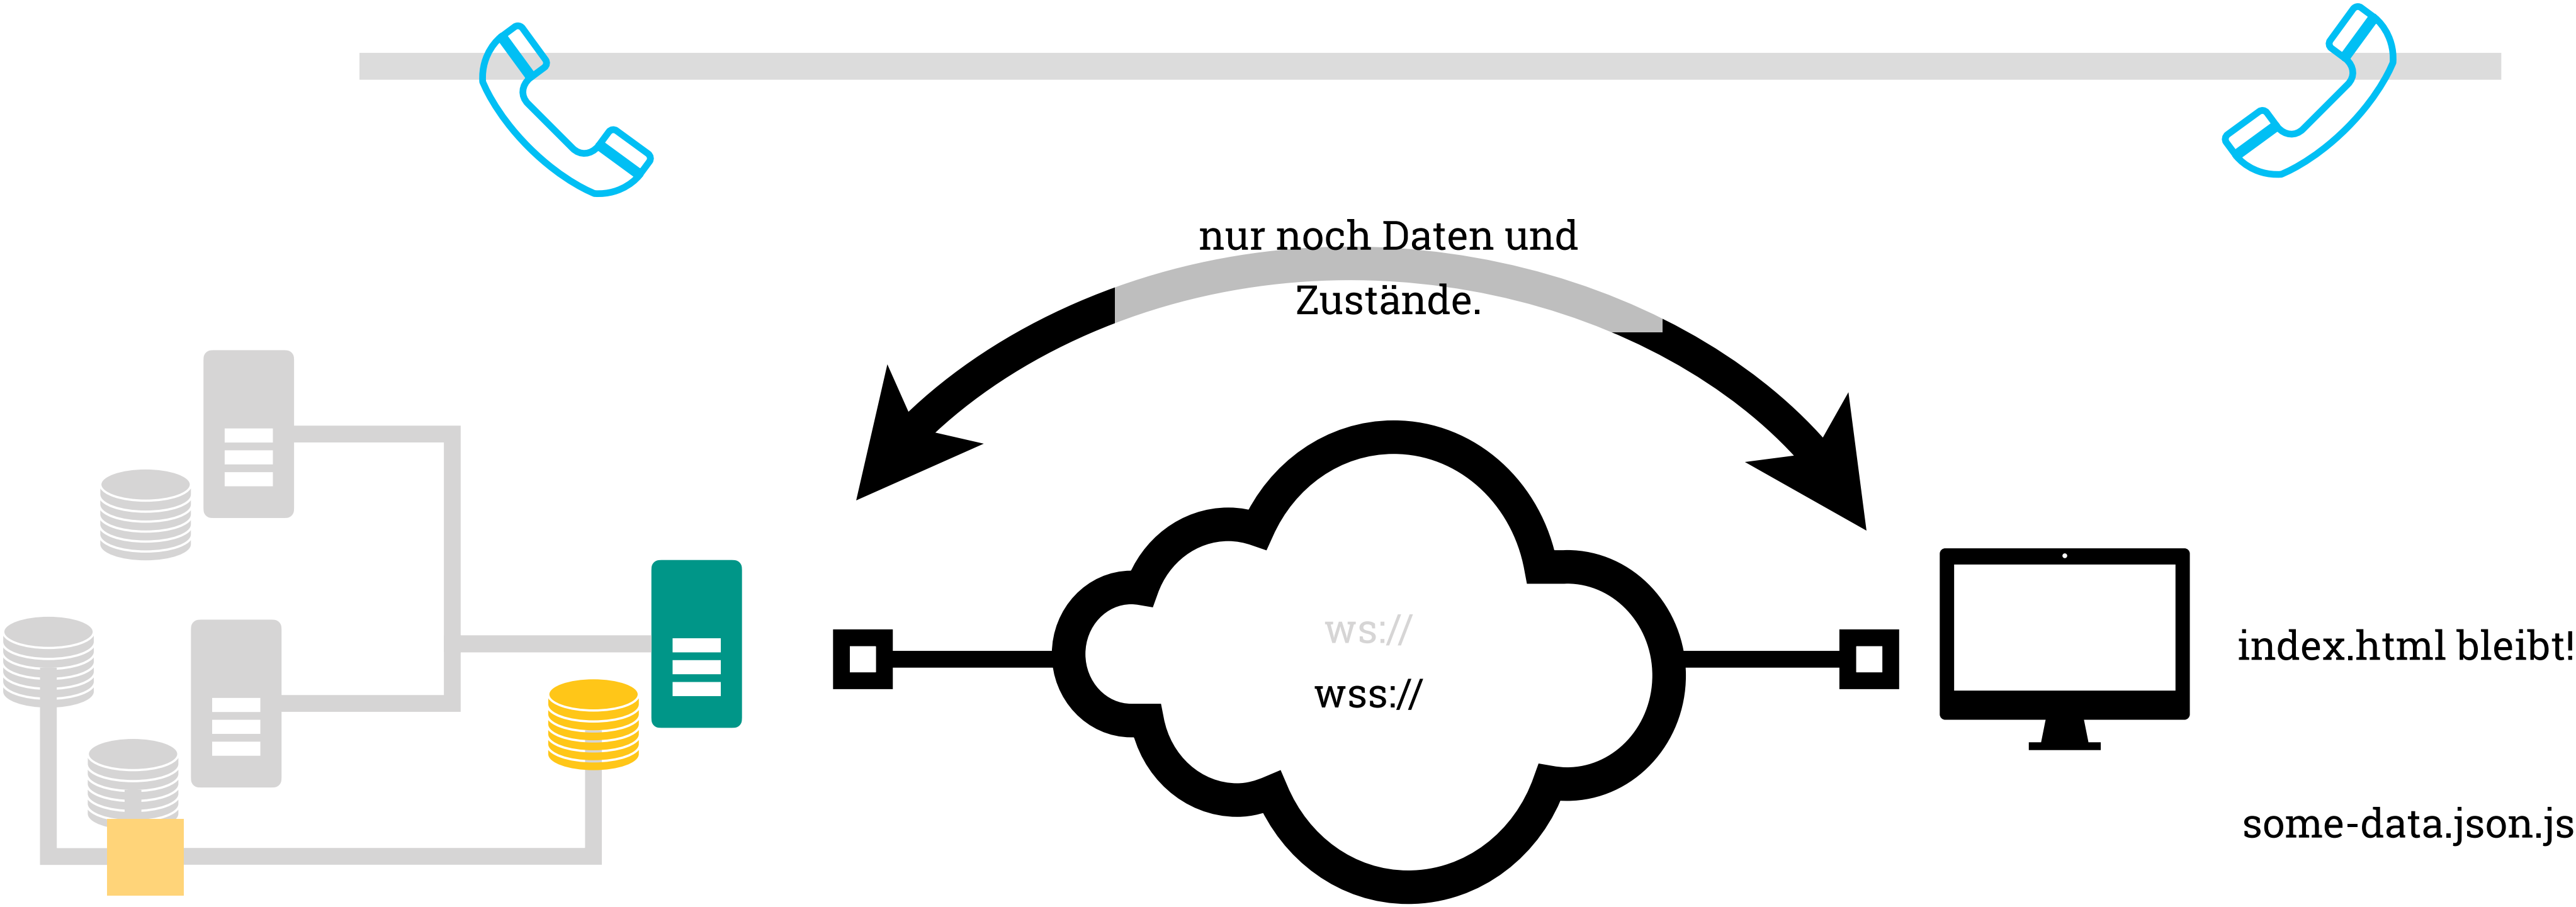 nur noch Daten und
Zustände.
ws://
wss://
index.html bleibt!
some-data.json.js